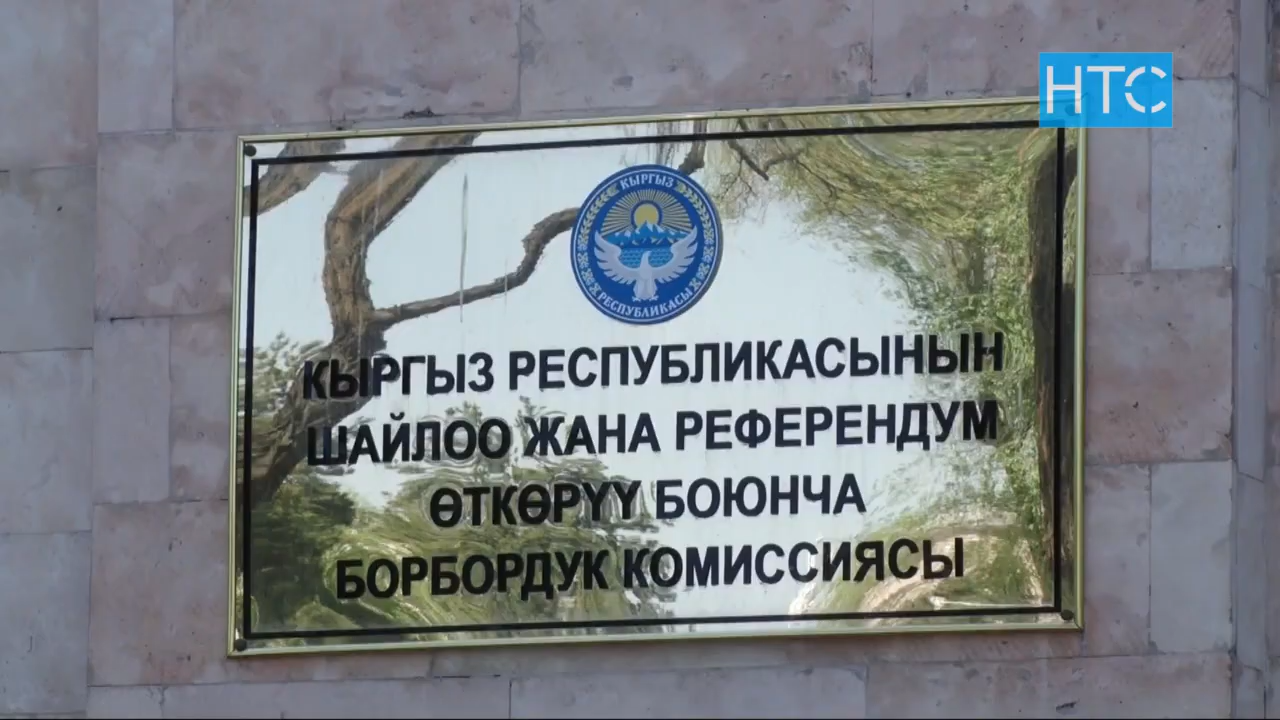 НТС
КЫРГЫЗ
РЕСПУБЛИКАСЫ
КЫРГЫЗ РЕСПУБЛИКАСЫНЫН
ШАЙЛОО ЖАНА РЕФЕРЕНДУМ
ӨТКӨРҮҮ БОЮНЧА
БОРБОРДУК КОМИССИЯСЫ